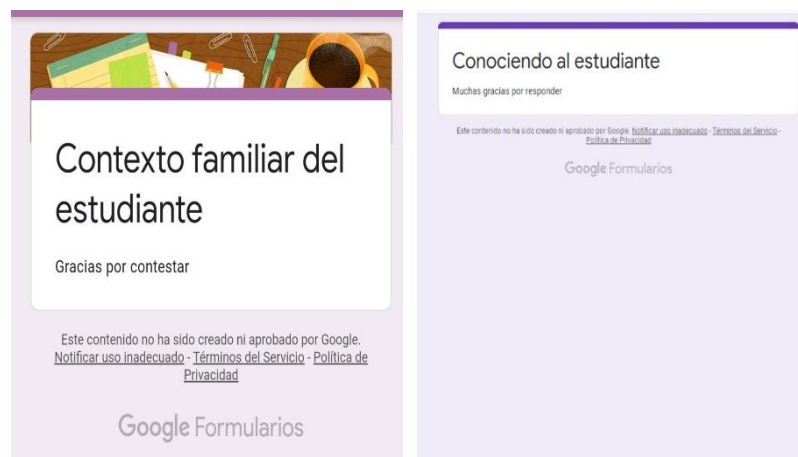 Contexto familiar del
estudiante
Gracias por contestar
Este contenido no ha sido creado ni aprobado por Google.
Notificar uso inadecuado - Términos del Servicio - Política de
Privacidad
Google Formularios
Conociendo al estudiante
Muchas gracias por responder
Este contenido no ha sido creado ni aprobado por Google. Notificar uso inadecuado - Términos del Servicio -
Política de Privacidad
Google Formularios